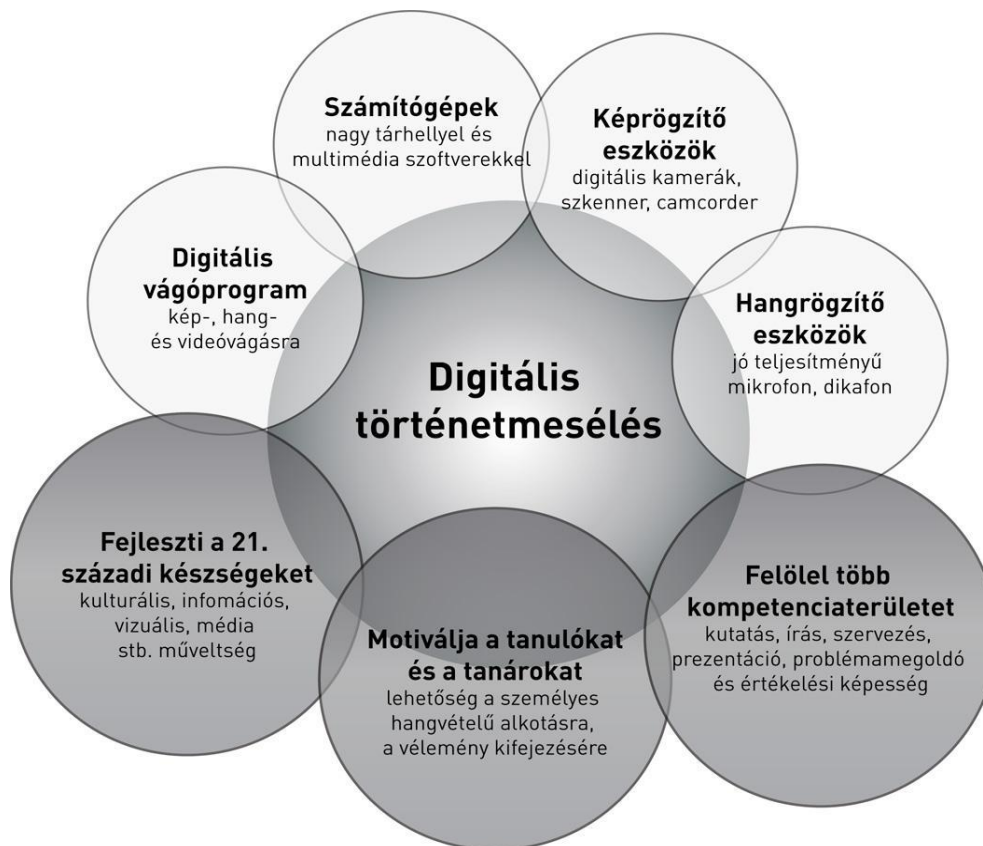 Számítógépek
nagy tárhellyel és
multimédia szoftverekkel
Képrögzítő
eszközök
digitális kamerák,
szkenner, camcorder
Digitális
vágóprogram
kép-, hang-
és videóvágásra
Hangrögzítő
eszközök
jó teljesítményű
mikrofon, dikafon
Digitális
történetmesélés
Fejleszti a 21.
századi készségeket
kulturális, infomációs,
vizuális, média
stb. műveltség
Motiválja a tanulókat
és a tanárokat
lehetőség a személyes
hangvételű alkotásra,
a vélemény kifejezésére
Felölel több
kompetenciaterületet
kutatás, írás, szervezés,
prezentáció, problémamegoldó
és értékelési képesség